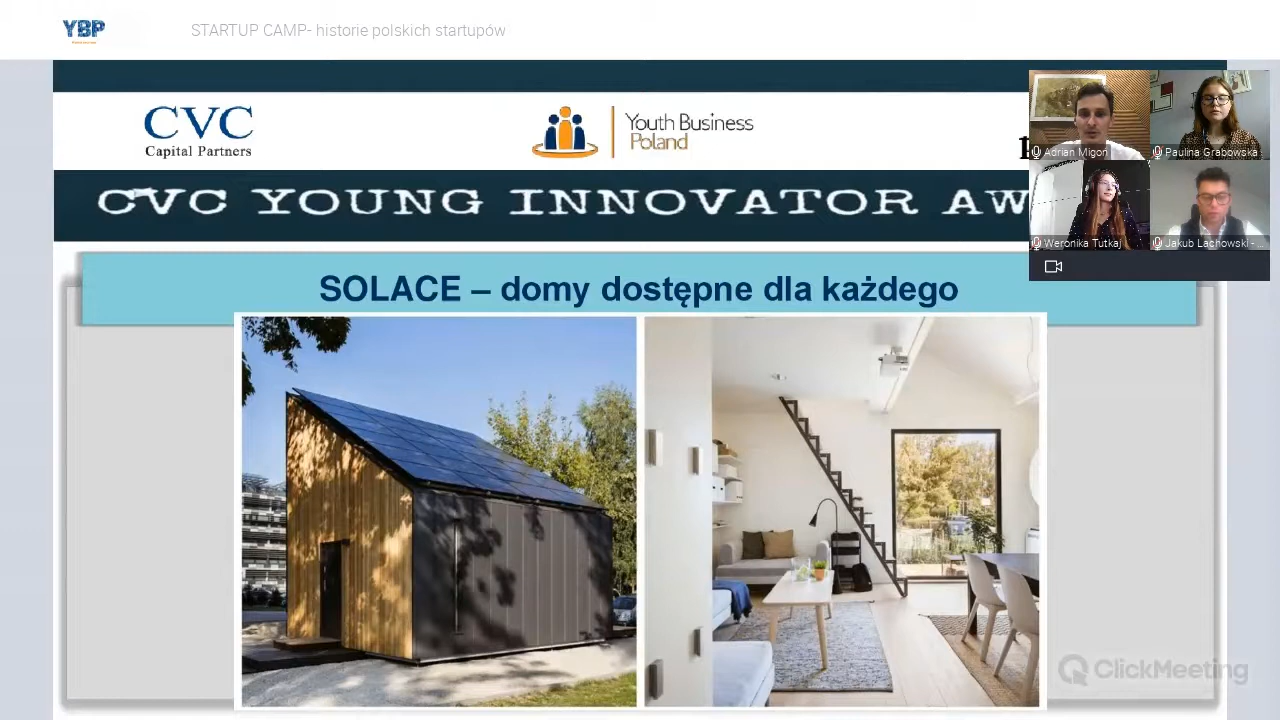 YBP
STARTUP CAMP- historie polskich startupów
CVC
Capital Partners
Youth Business
Poland
CVC YOUNG INNOVATOR AW
SOLACE – domy dostępne dla każdego
Adrian Migoń
Paulina Grabowska
Weronika Tutkaj
Jakub Lachowski - ...
ClickMeeting